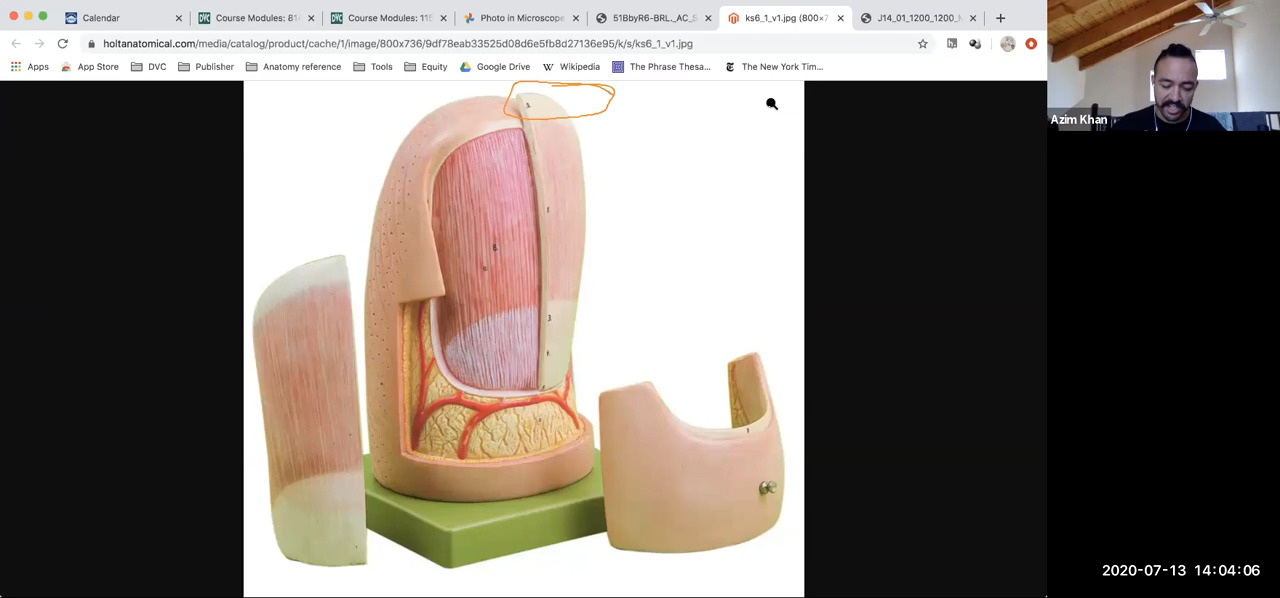 Calendar
Course Modules: 81
Course Modules: 11
Photo in Microscope
51BbyR6-BRL._AC_S
ks6_1_v1.jpg (800×7
J14_01_1200_1200_
holtanatomical.com/media/catalog/product/cache/1/image/800x736/9df78eab33525d08d6e5fb8d27136e95/k/s/ks6_1_v1.jpg
Apps
App Store
DVC
Publisher
Anatomy reference
Tools
Equity
Google Drive
Wikipedia
The Phrase Thesa...
The New York Tim...
Azim Khan
2020-07-13 14:04:06